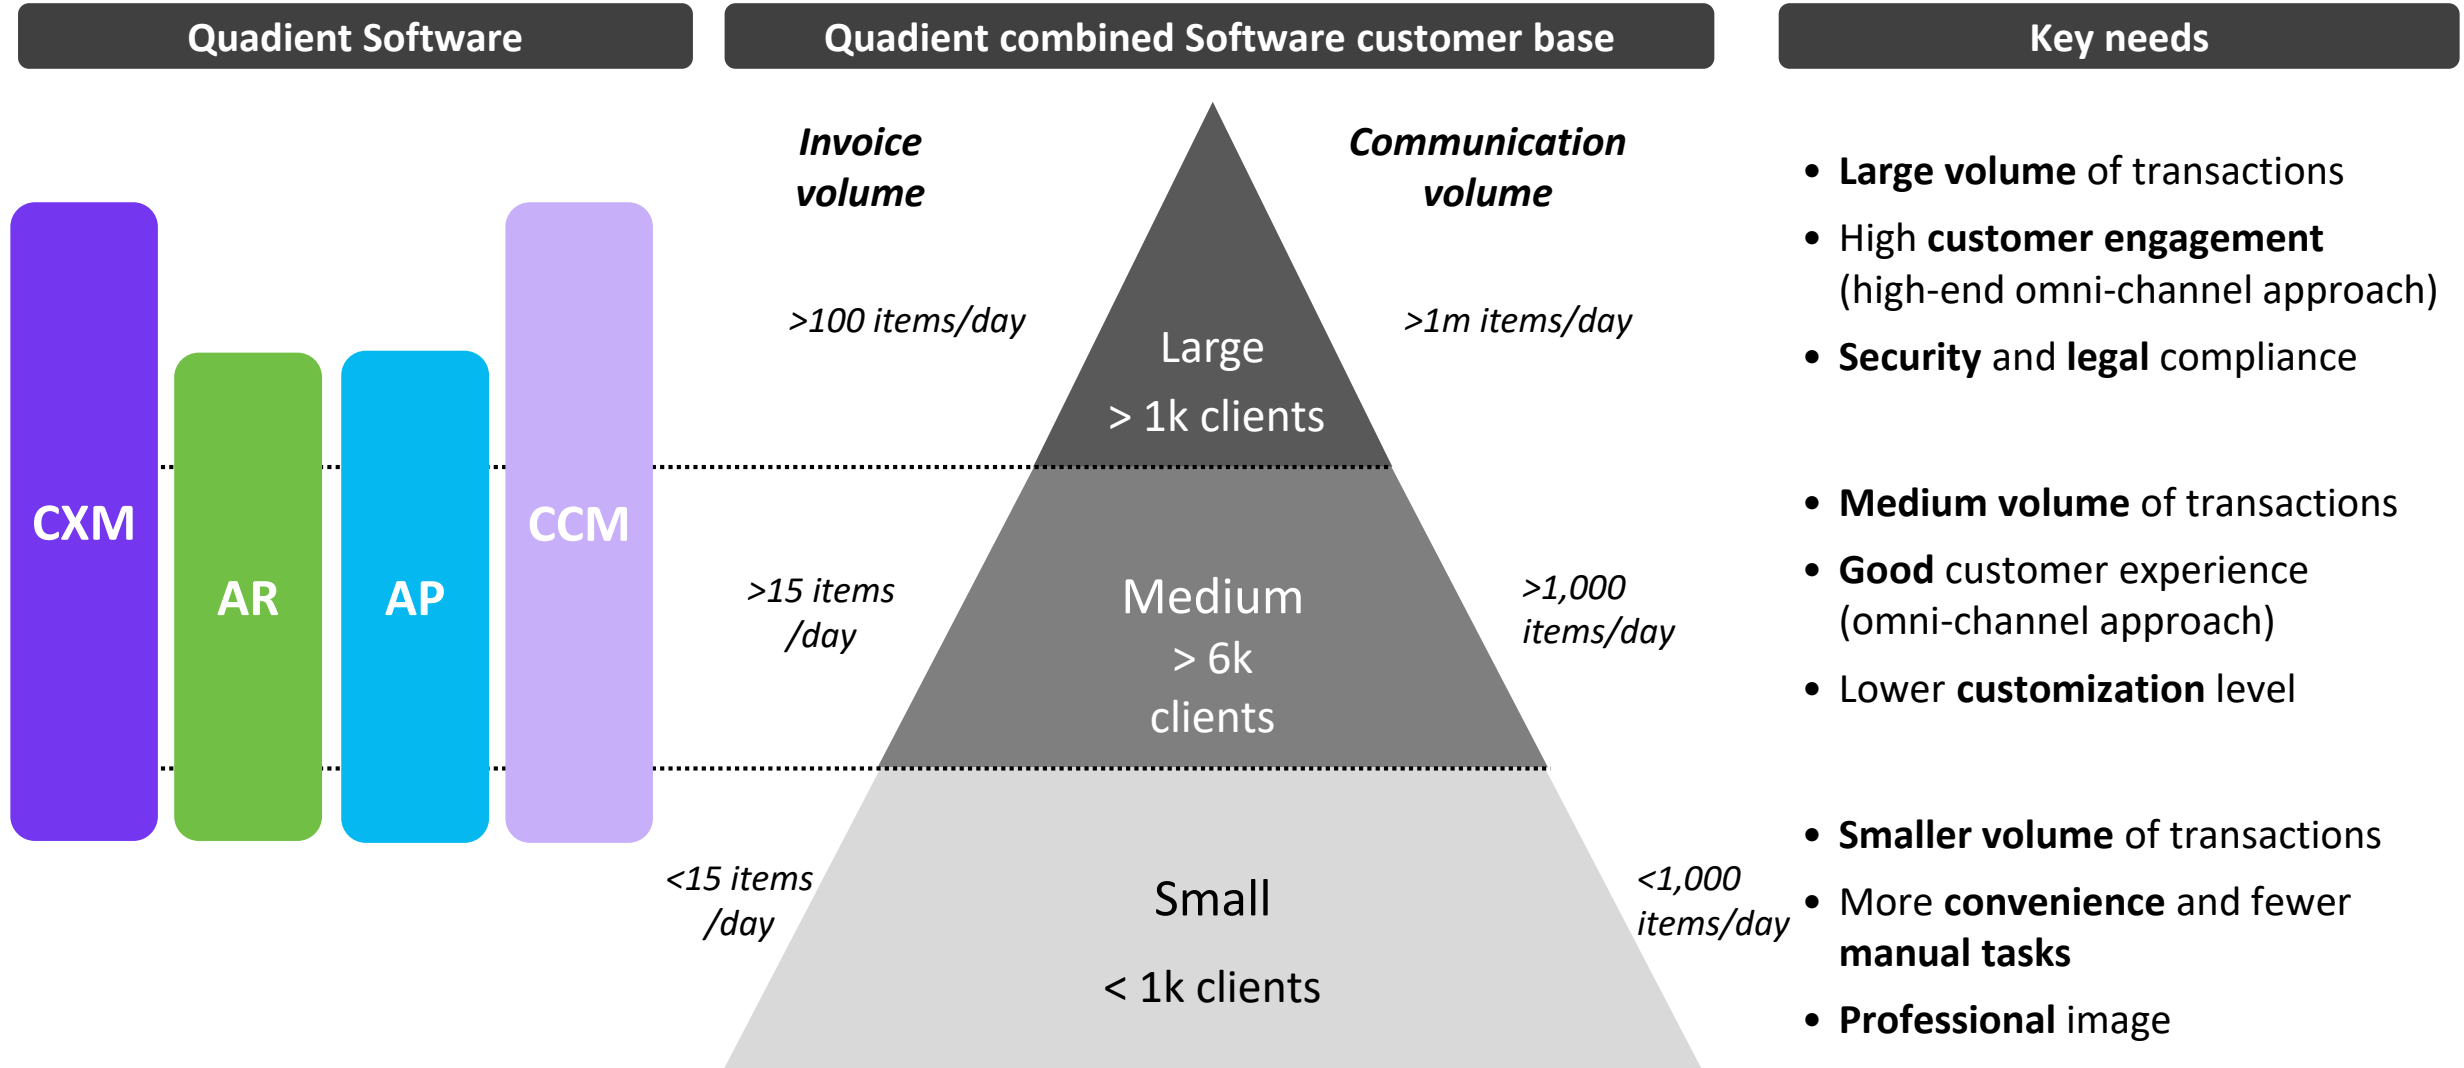 Quadient Software
Quadient combined Software customer base
Key needs
CXM
AR
AP
CCM
Invoice
volume
Communication
volume
>100 items/day
Large
> 1k clients
>1m items/day
>15 items
/day
Medium
> 6k
clients
>1,000
items/day
<15 items
/day
Small
< 1k clients
<1,000
items/day
• Large volume of transactions
• High customer engagement
(high-end omni-channel approach)
• Security and legal compliance
• Medium volume of transactions
• Good customer experience
(omni-channel approach)
• Lower customization level
• Smaller volume of transactions
• More convenience and fewer
manual tasks
• Professional image